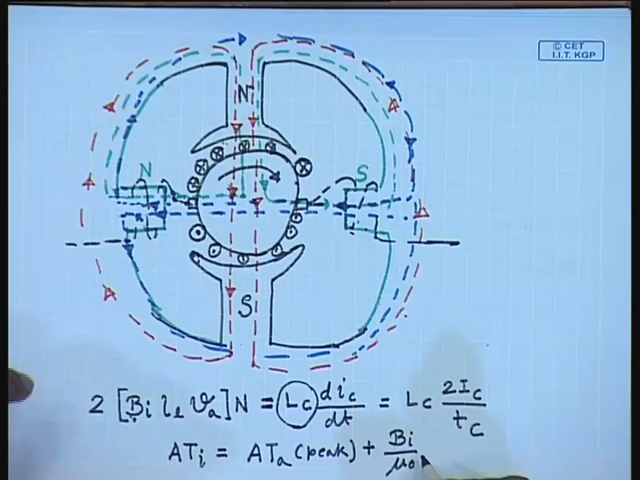 © CET
I.I.T. KGP
N
N
S
S
2 [Bi le va] N = Lc dic/dt = Lc 2Ic/tc
ATi = ATa (peak) + Bi/μo